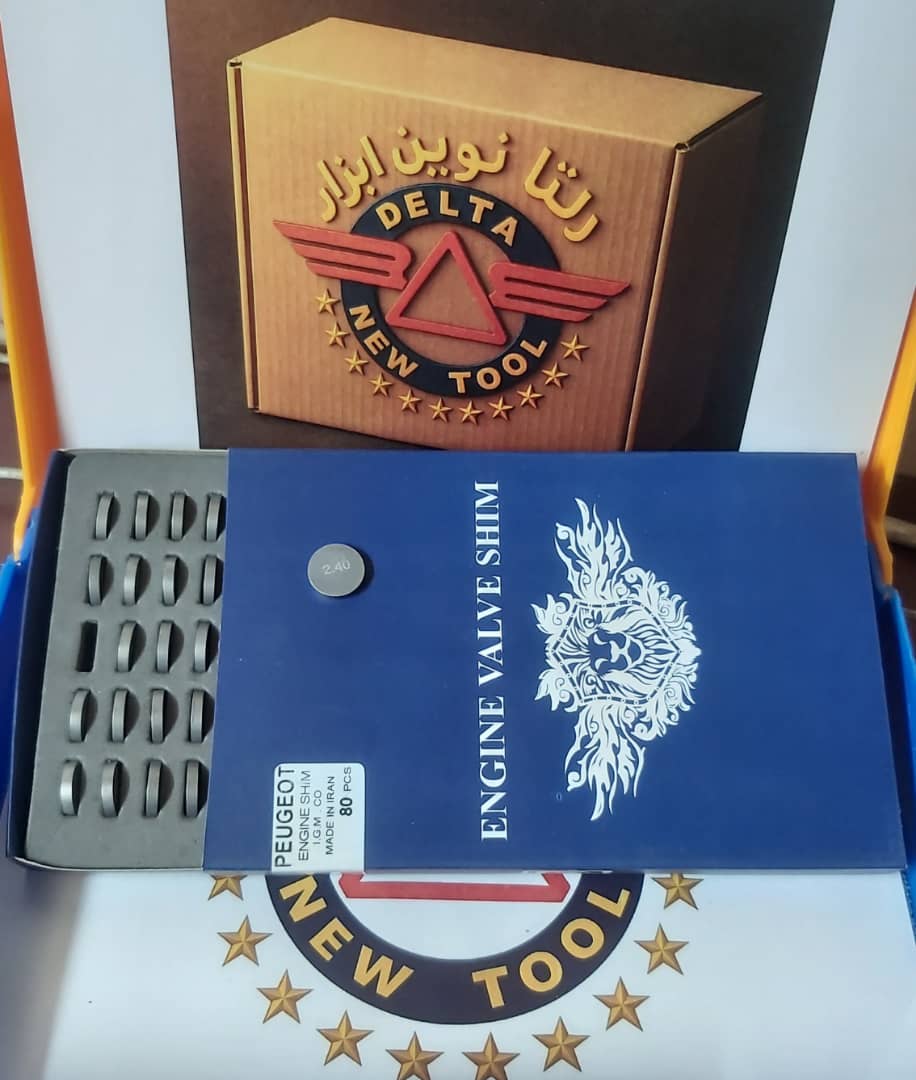 دلتا نوین ابزار
DELTA
NEW TOOL
2.40
ENGINE VALVE SHIM
PEUGEOT
ENGINE SHIM
I.G.M . CO
MADE IN IRAN
80 PCS
NEW TOOL